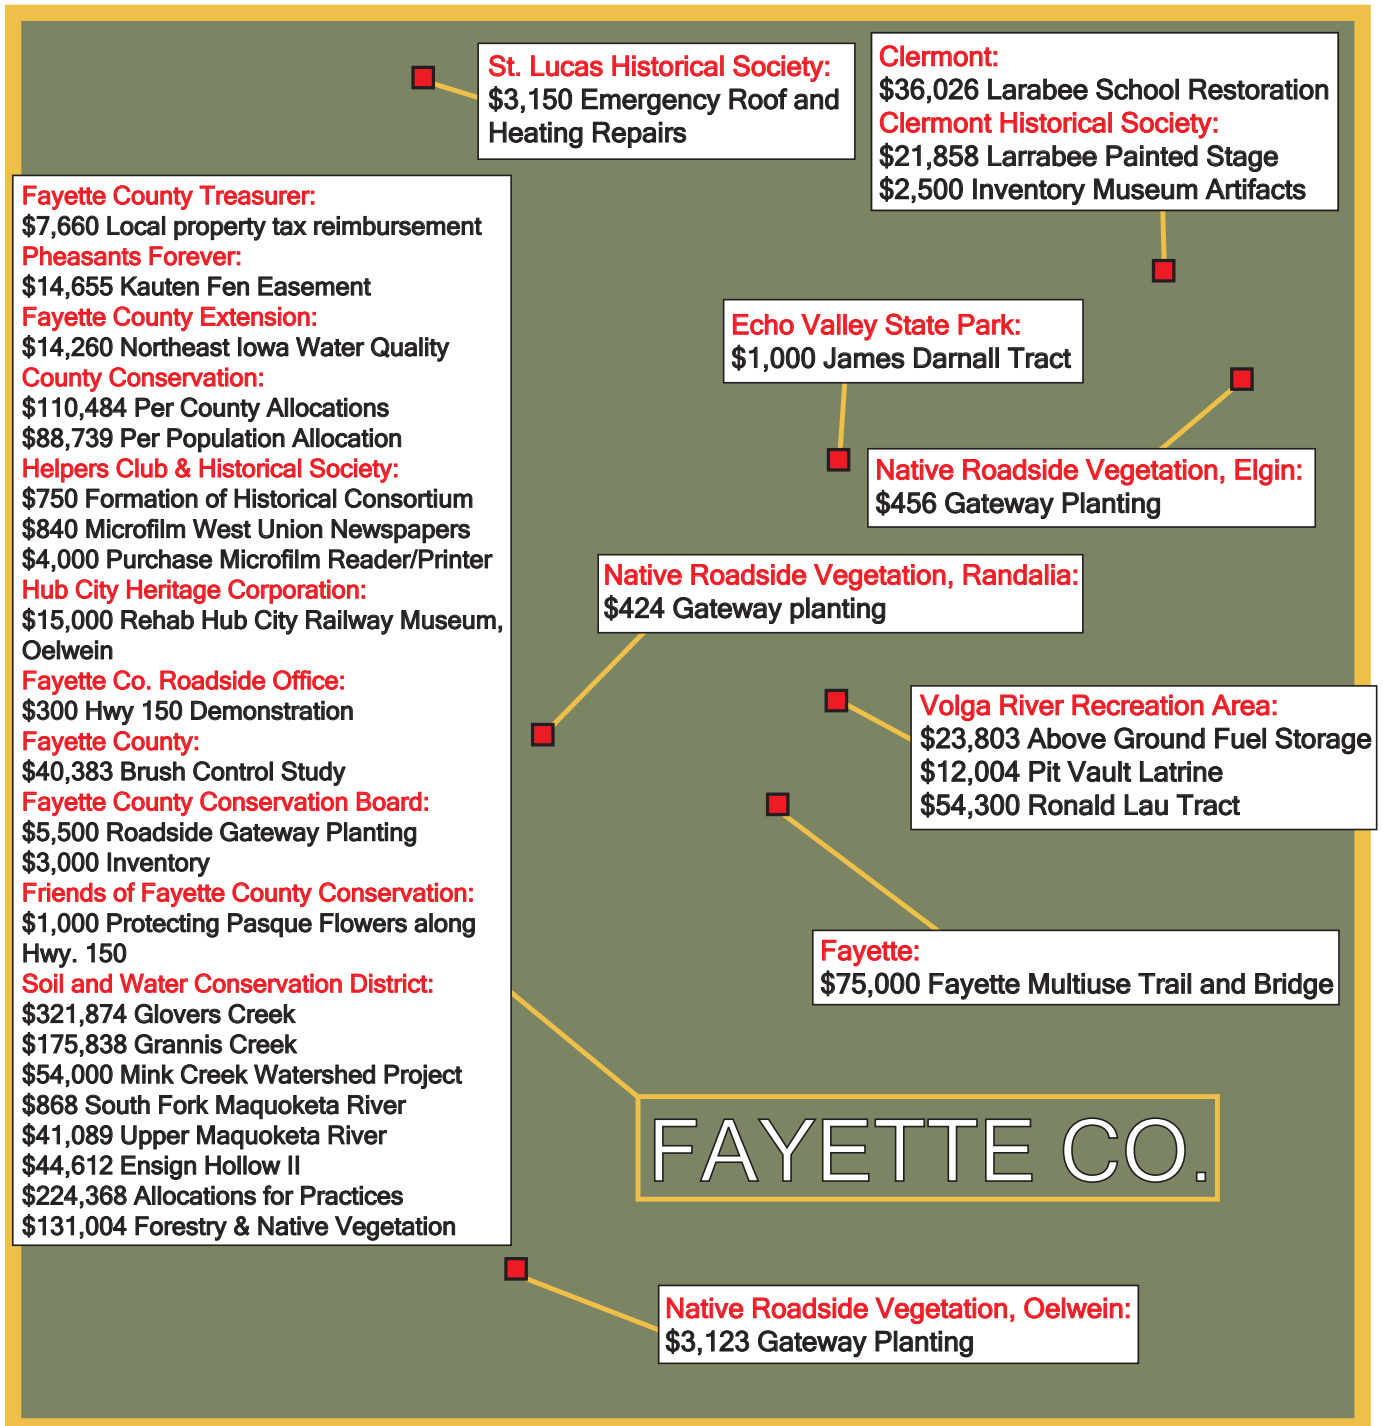 St. Lucas Historical Society:
$3,150 Emergency Roof and
Heating Repairs
Clermont:
$36,026 Larabee School Restoration
Clermont Historical Society:
$21,858 Larrabee Painted Stage
$2,500 Inventory Museum Artifacts
Fayette County Treasurer:
$7,660 Local property tax reimbursement
Pheasants Forever:
$14,655 Kauten Fen Easement
Fayette County Extension:
$14,260 Northeast Iowa Water Quality
County Conservation:
$110,484 Per County Allocations
$88,739 Per Population Allocation
Helpers Club & Historical Society:
$750 Formation of Historical Consortium
$840 Microfilm West Union Newspapers
$4,000 Purchase Microfilm Reader/Printer
Hub City Heritage Corporation:
$15,000 Rehab Hub City Railway Museum,
Oelwein
Fayette Co. Roadside Office:
$300 Hwy 150 Demonstration
Fayette County:
$40,383 Brush Control Study
Fayette County Conservation Board:
$5,500 Roadside Gateway Planting
$3,000 Inventory
Friends of Fayette County Conservation:
$1,000 Protecting Pasque Flowers along
Hwy. 150
Soil and Water Conservation District:
$321,874 Glovers Creek
$175,838 Grannis Creek
$54,000 Mink Creek Watershed Project
$868 South Fork Maquoketa River
$41,089 Upper Maquoketa River
$44,612 Ensign Hollow II
$224,368 Allocations for Practices
$131,004 Forestry & Native Vegetation
Echo Valley State Park:
$1,000 James Darnall Tract
Native Roadside Vegetation, Elgin:
$456 Gateway Planting
Native Roadside Vegetation, Randalia:
$424 Gateway planting
Volga River Recreation Area:
$23,803 Above Ground Fuel Storage
$12,004 Pit Vault Latrine
$54,300 Ronald Lau Tract
Fayette:
$75,000 Fayette Multiuse Trail and Bridge
FAYETTE CO.
Native Roadside Vegetation, Oelwein:
$3,123 Gateway Planting